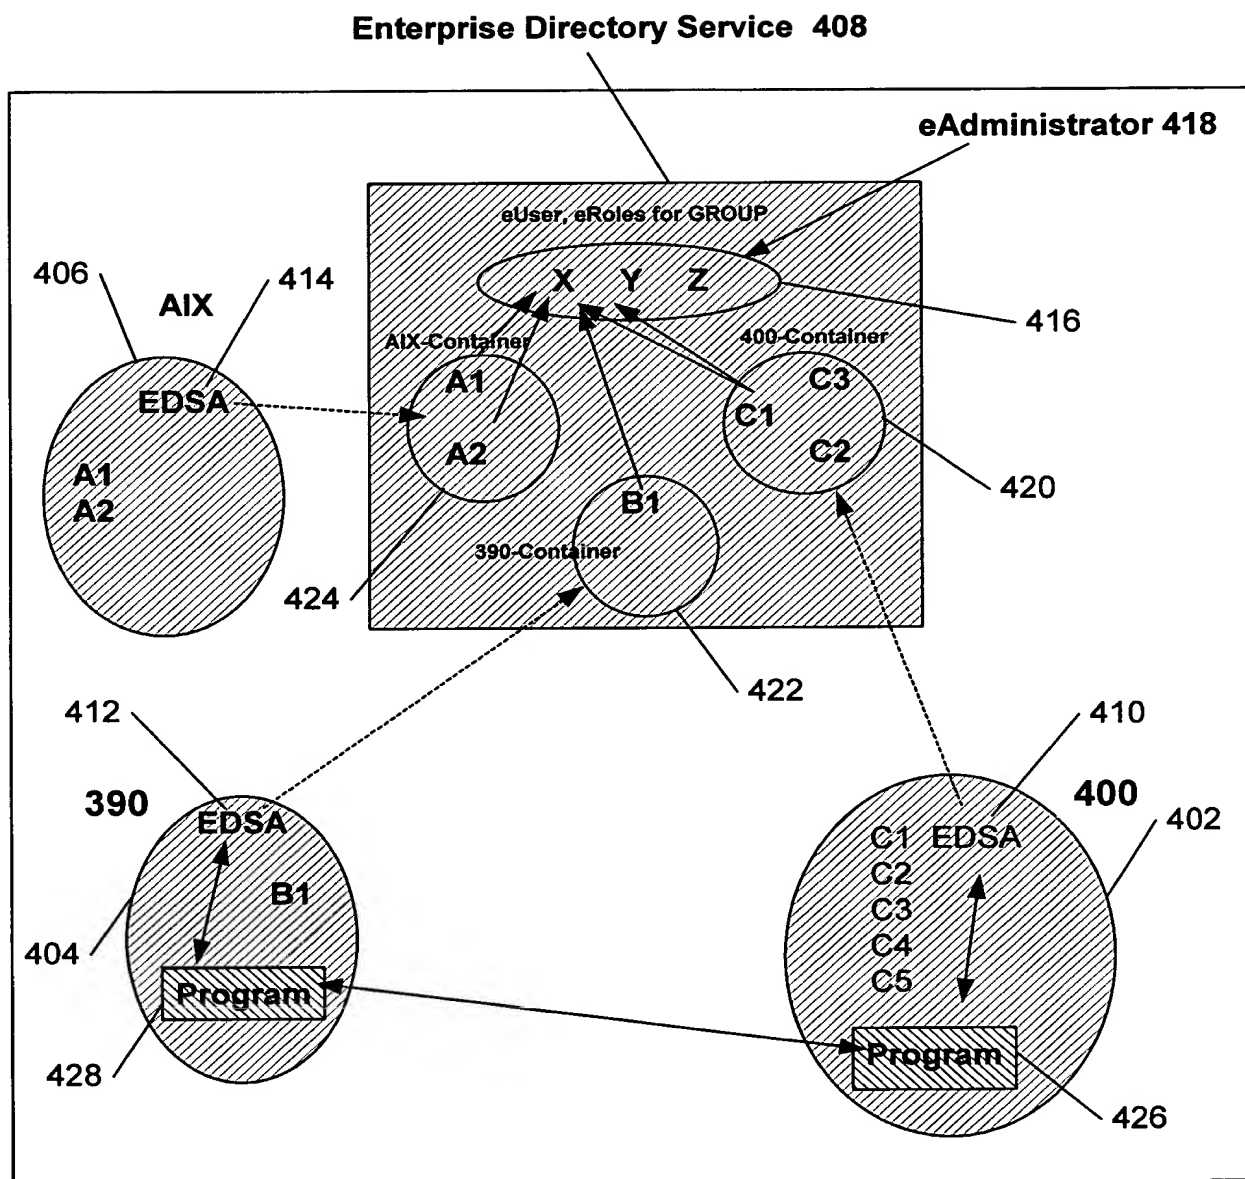 Enterprise Directory Service 408
eAdministrator 418
eUser, eRoles for GROUP
406
414
AIX
X Y Z
416
AIX-Container
400-Container
EDSA
A1
A2
A1
A2
C3
C1
C2
420
B1
390-Container
424
422
412
410
390
EDSA
B1
400
402
C1 EDSA
C2
C3
C4
C5
404
Program
428
Program
426